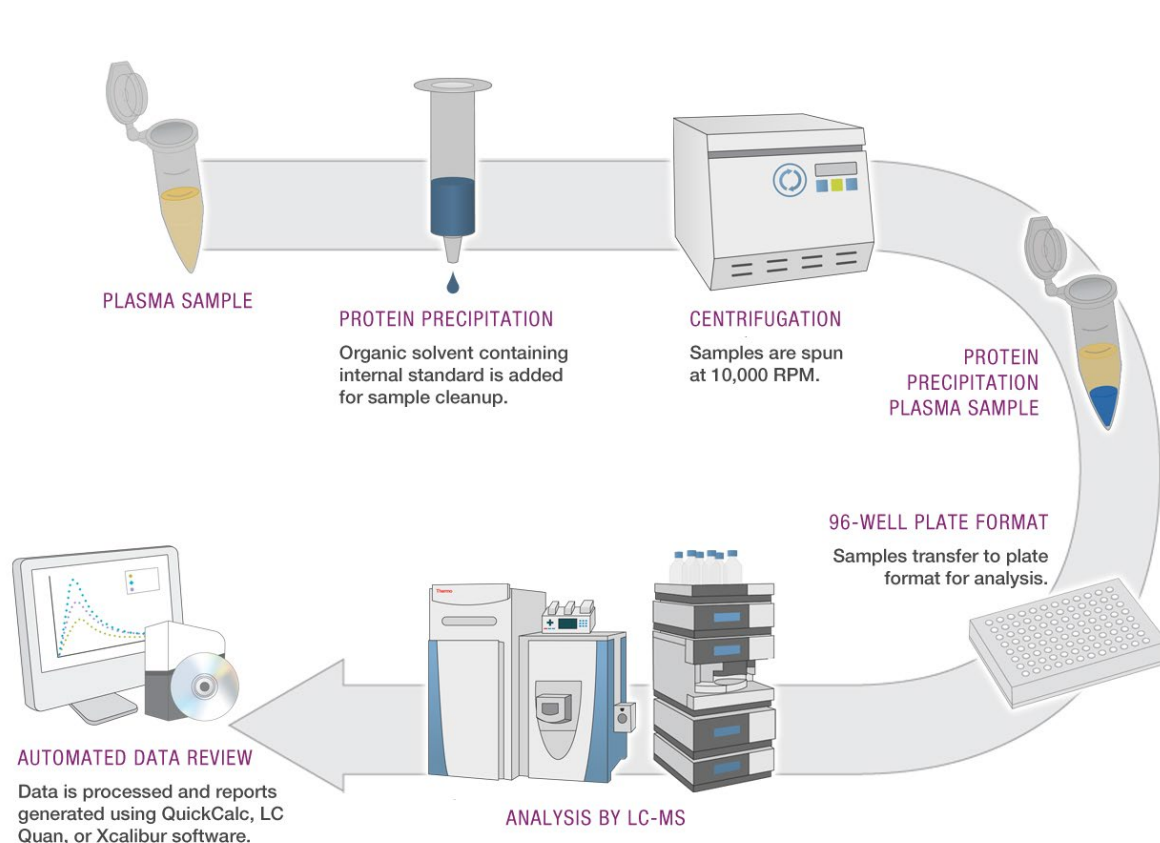 PLASMA SAMPLE
PROTEIN PRECIPITATION
Organic solvent containing
internal standard is added
for sample cleanup.
CENTRIFUGATION
Samples are spun
at 10,000 RPM.
PROTEIN
PRECIPITATION
PLASMA SAMPLE
96-WELL PLATE FORMAT
Samples transfer to plate
format for analysis.
Thermo
ANALYSIS BY LC-MS
AUTOMATED DATA REVIEW
Data is processed and reports
generated using QuickCalc, LC
Quan, or Xcalibur software.